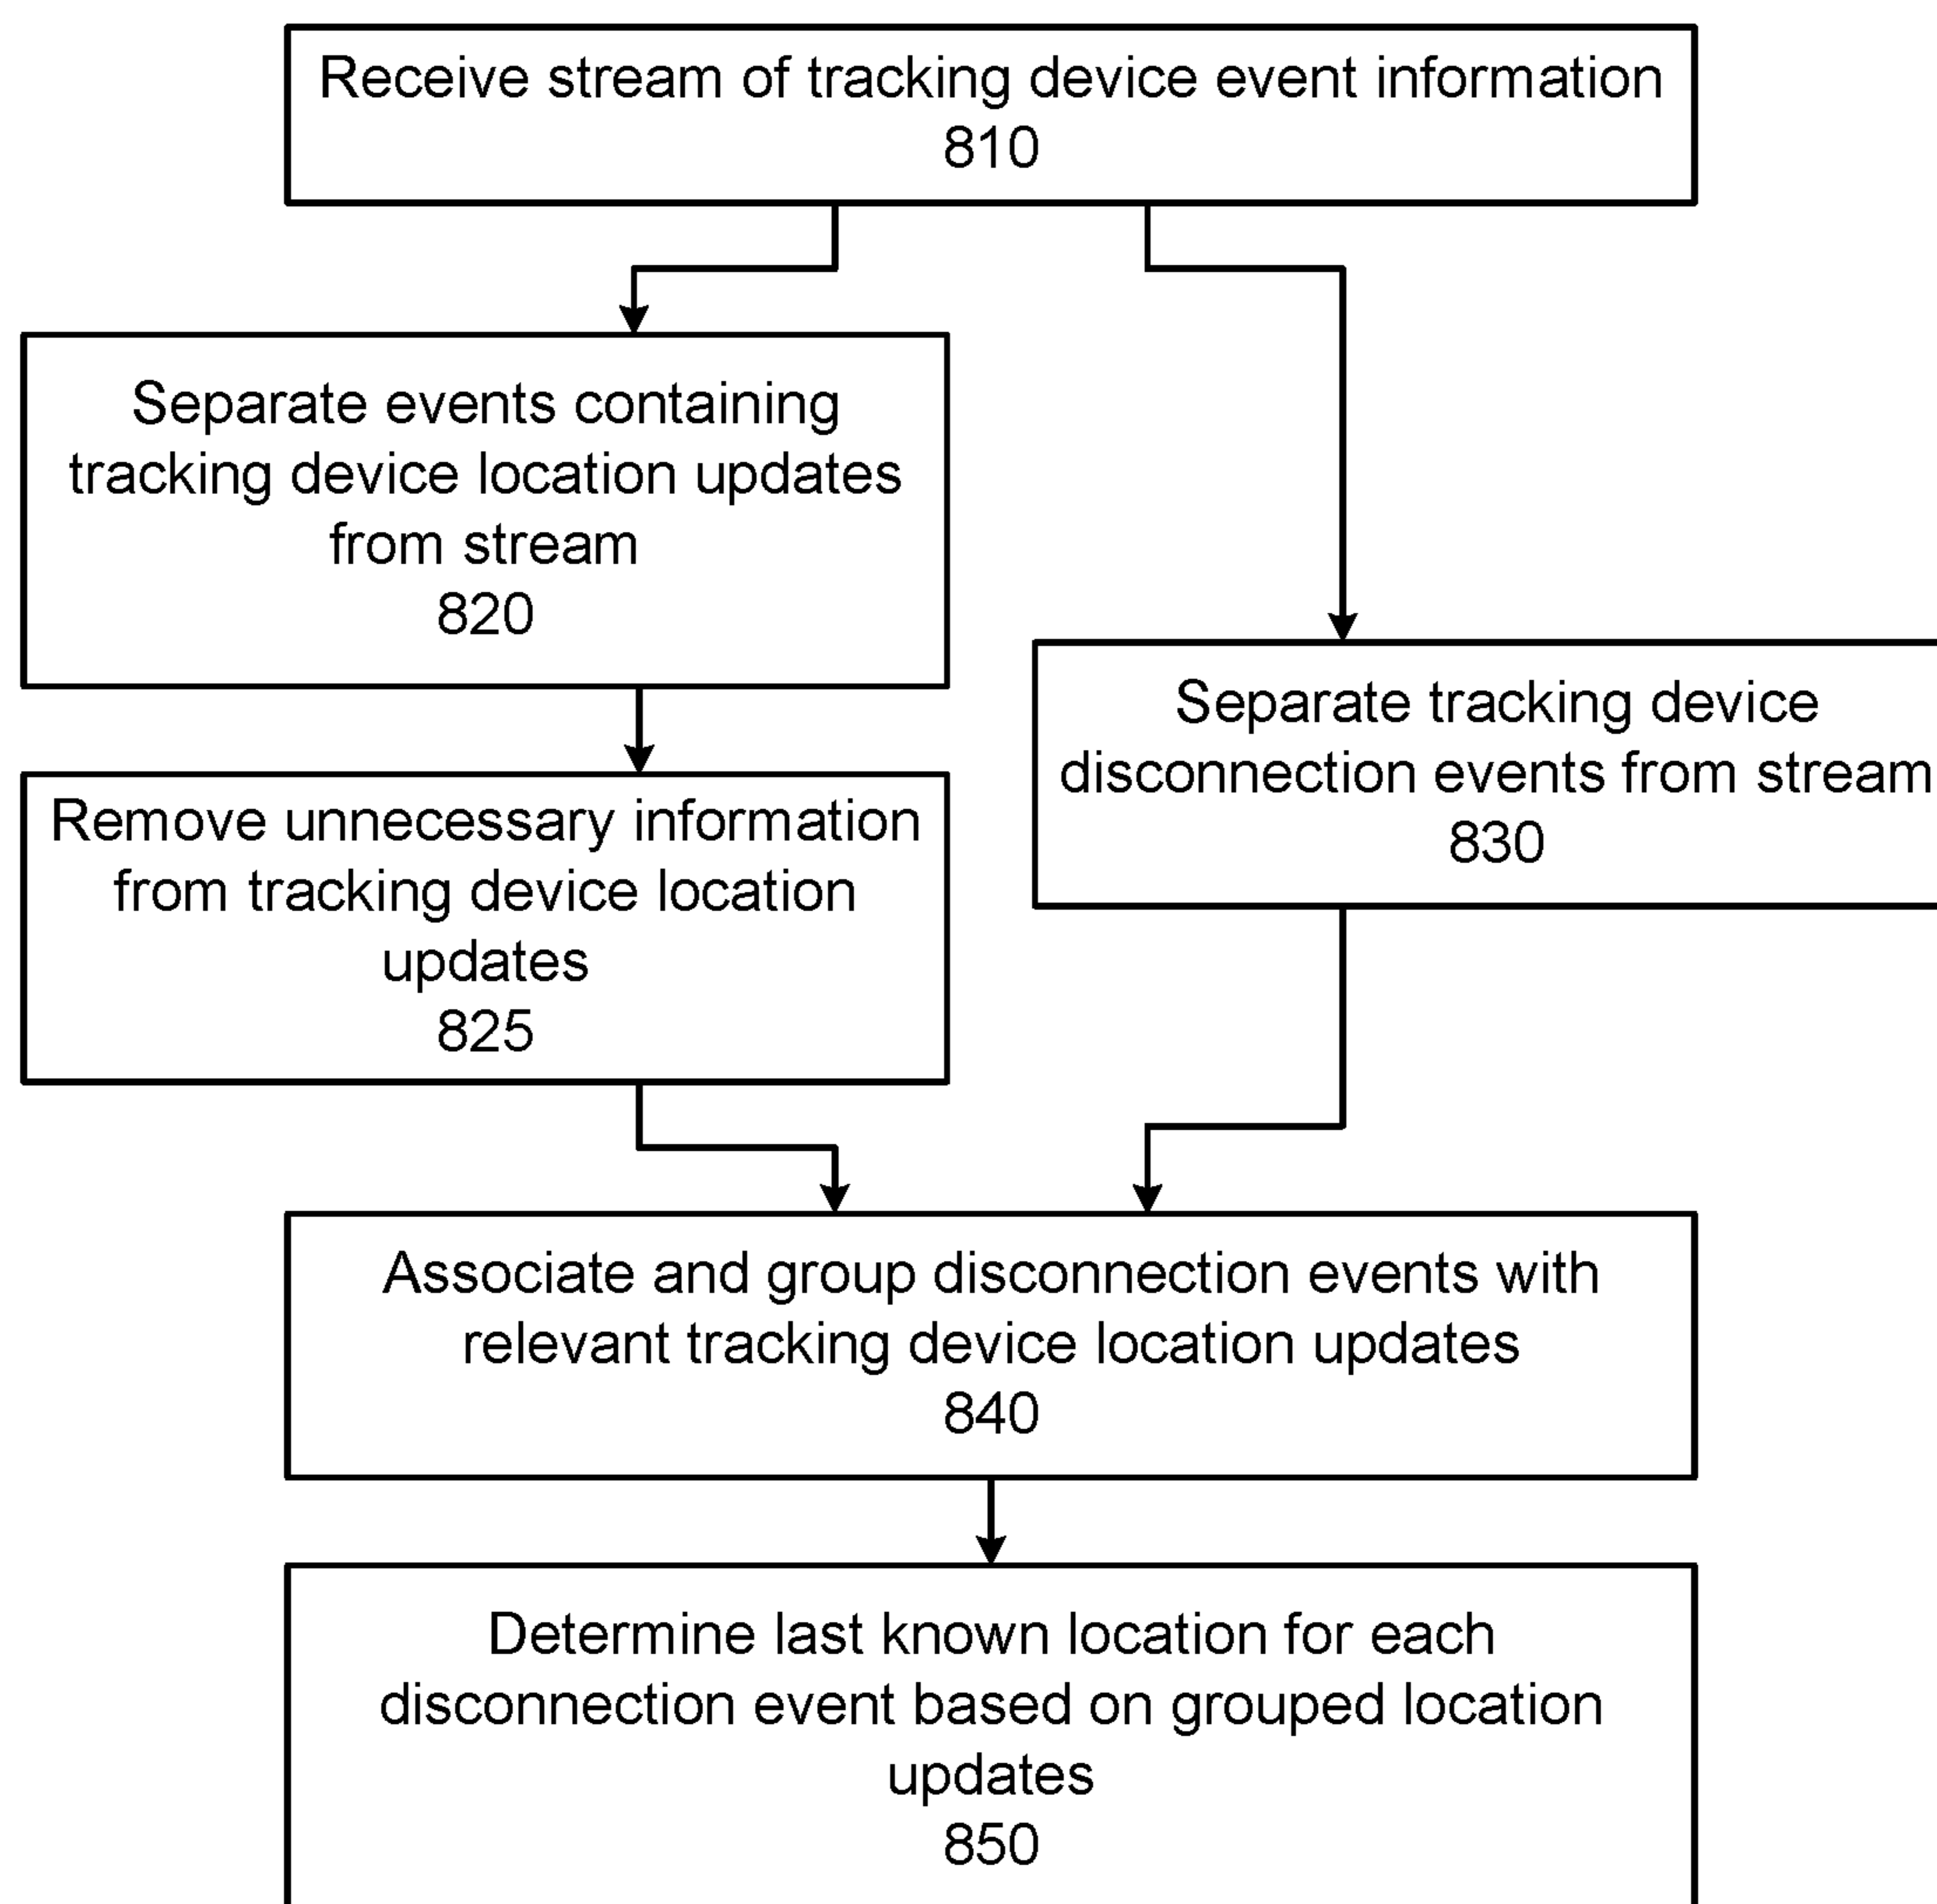 Receive stream of tracking device event information
810
Separate events containing
tracking device location updates
from stream
820
Separate tracking device
disconnection events from stream
830
Remove unnecessary information
from tracking device location
updates
825
Associate and group disconnection events with
relevant tracking device location updates
840
Determine last known location for each
disconnection event based on grouped location
updates
850